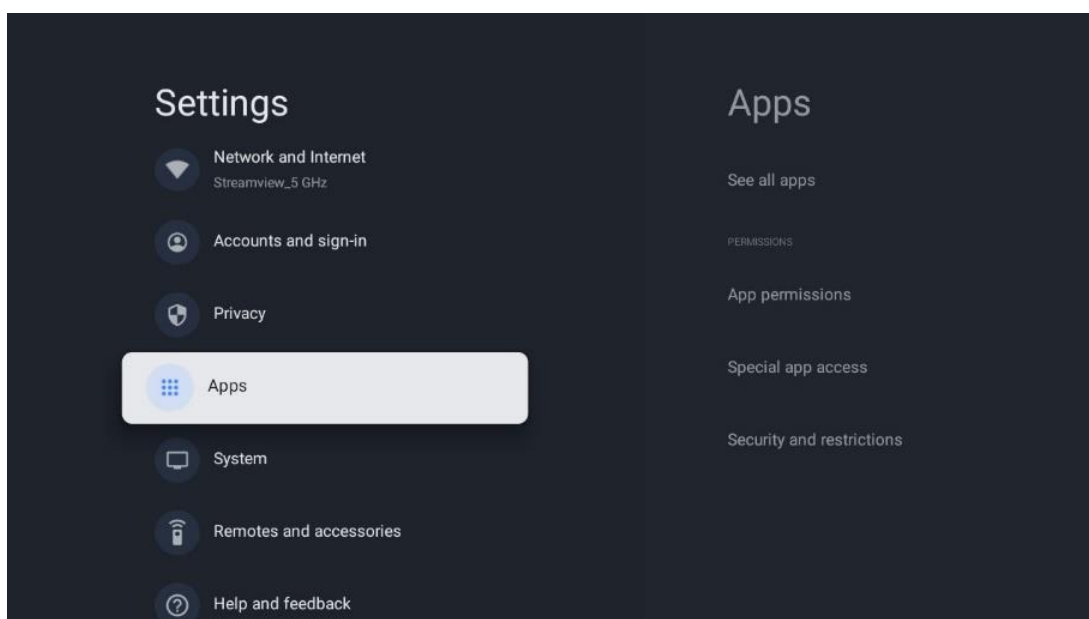 Settings
Network and Internet
Streamview_5 GHz
Accounts and sign-in
Privacy
Apps
System
Remotes and accessories
Help and feedback
Apps
See all apps
PERMISSIONS
App permissions
Special app access
Security and restrictions